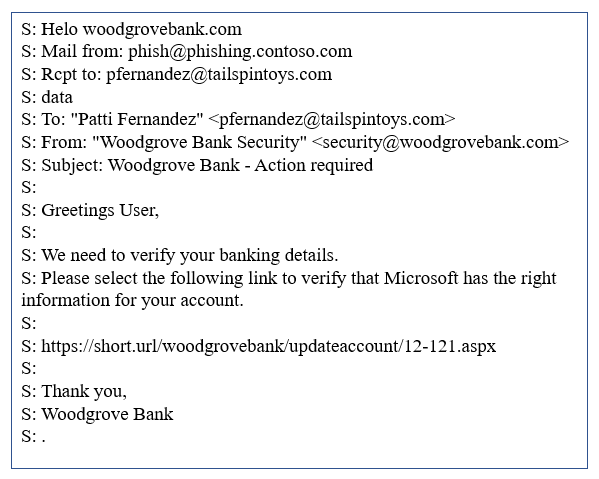 S: Helo woodgrovebank.com
S: Mail from: phish@phishing.contoso.com
S: Rcpt to: pfernandez@tailspintoys.com
S: data
S: To: "Patti Fernandez" <pfernandez@tailspintoys.com>
S: From: "Woodgrove Bank Security" <security@woodgrovebank.com>
S: Subject: Woodgrove Bank - Action required
S:
S: Greetings User,
S:
S: We need to verify your banking details.
S: Please select the following link to verify that Microsoft has the right
information for your account.
S:
S: https://short.url/woodgrovebank/updateaccount/12-121.aspx
S:
S: Thank you,
S: Woodgrove Bank
S: .